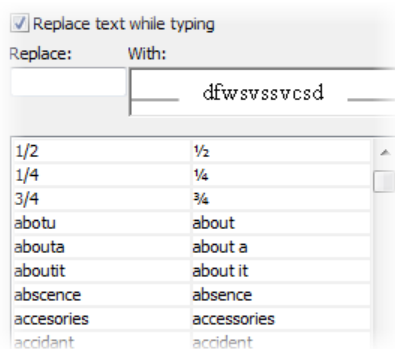 Replace text while typing
Replace: With:
dfwsvssvcsd
1/2 ½
1/4 ¼
3/4 ¾
abotu about
abouta about a
aboutit about it
abscence absence
accesories accessories
accidant accident